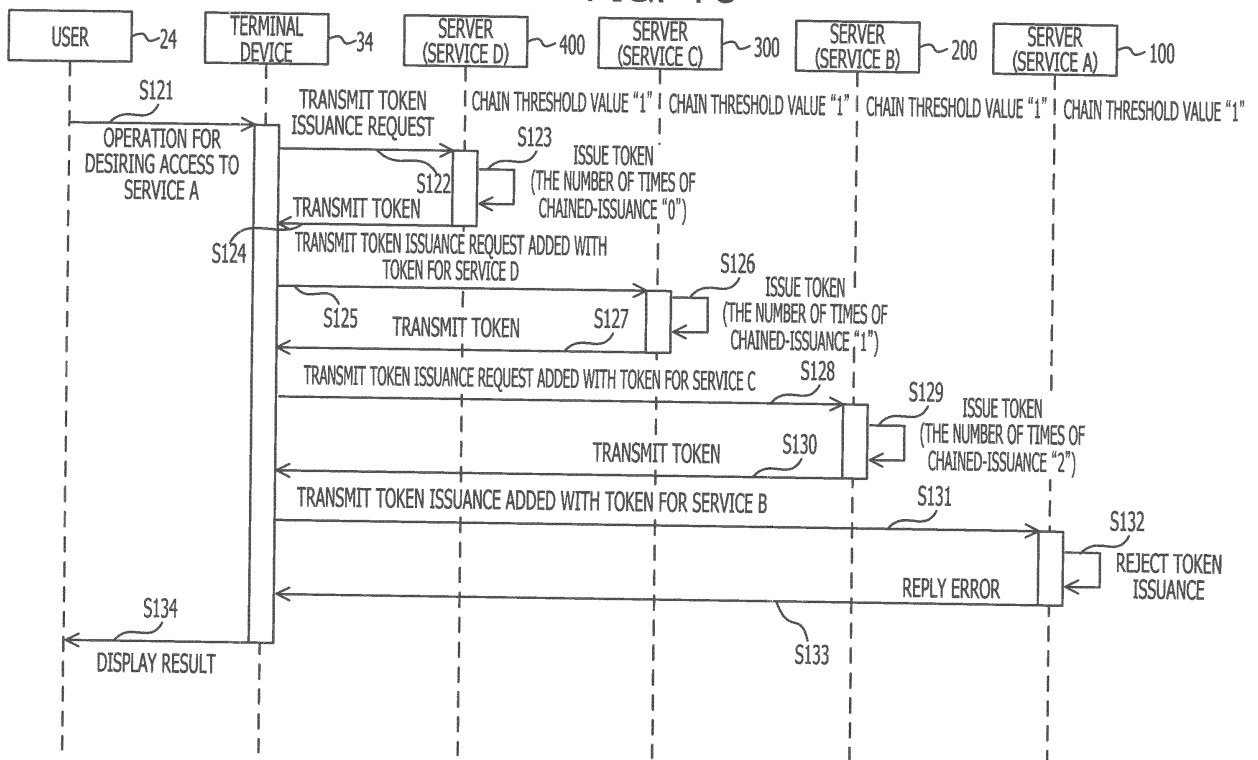 USER
24
TERMINAL
DEVICE
34
SERVER
(SERVICE D)
400
SERVER
(SERVICE C)
300
SERVER
(SERVICE B)
200
SERVER
(SERVICE A)
100
CHAIN THRESHOLD VALUE "1"
CHAIN THRESHOLD VALUE "1"
CHAIN THRESHOLD VALUE "1"
CHAIN THRESHOLD VALUE "1"
S121
OPERATION FOR
DESIRING ACCESS TO
SERVICE A
TRANSMIT TOKEN
ISSUANCE REQUEST
S122
S123
ISSUE TOKEN
(THE NUMBER OF TIMES OF
CHAINED-ISSUANCE "0")
TRANSMIT TOKEN
S124
TRANSMIT TOKEN ISSUANCE REQUEST ADDED WITH
TOKEN FOR SERVICE D
S125
S126
ISSUE TOKEN
(THE NUMBER OF TIMES OF
CHAINED-ISSUANCE "1")
TRANSMIT TOKEN
S127
TRANSMIT TOKEN ISSUANCE REQUEST ADDED WITH TOKEN FOR SERVICE C
S128
S129
ISSUE TOKEN
(THE NUMBER OF TIMES OF
CHAINED-ISSUANCE "2")
TRANSMIT TOKEN
S130
TRANSMIT TOKEN ISSUANCE ADDED WITH TOKEN FOR SERVICE B
S131
S132
REJECT TOKEN
ISSUANCE
REPLY ERROR
S133
S134
DISPLAY RESULT